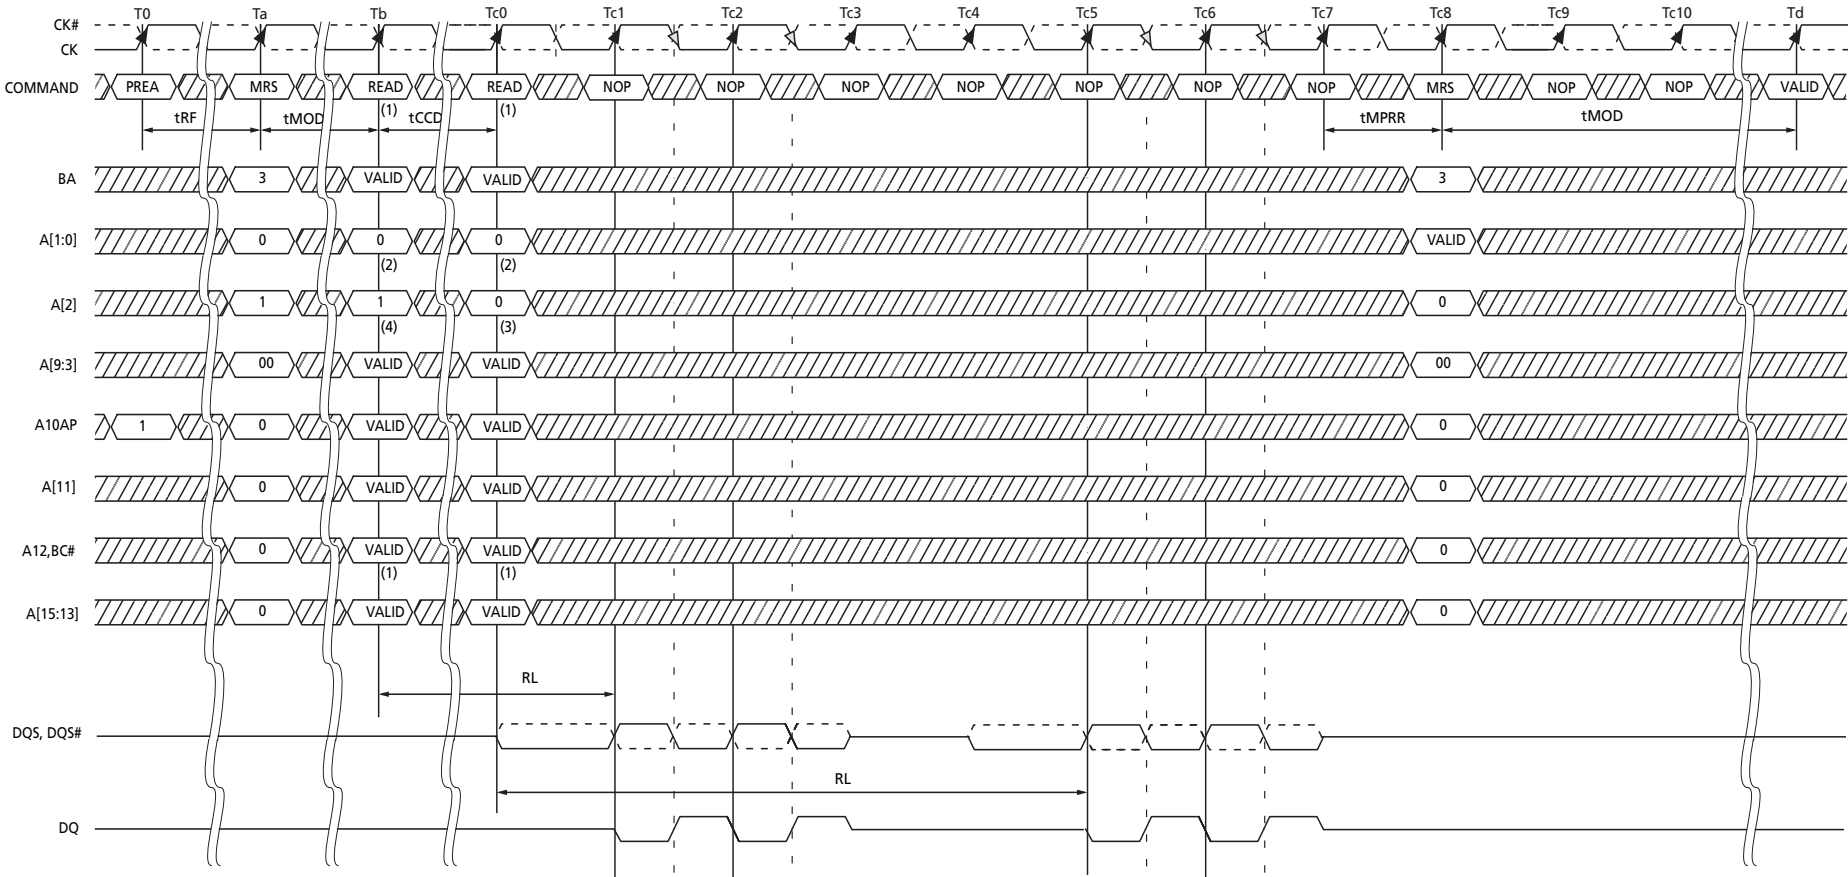 T0 Ta Tb Tc0 Tc1 Tc2 Tc3 Tc4 Tc5 Tc6 Tc7 Tc8 Tc9 Tc10 Td
CK#
CK
COMMAND PREA MRS READ READ NOP NOP NOP NOP NOP NOP NOP MRS NOP NOP VALID
(1) (1)
tRF tMOD tCCD tMPRR tMOD
BA 3 VALID VALID 3
A[1:0] 0 0 0 VALID
(2) (2)
A[2] 1 1 0 0
(4) (3)
A[9:3] 00 VALID VALID 00
A10AP 1 0 VALID VALID 0
A[11] 0 VALID VALID 0
A12,BC# 0 VALID VALID 0
(1) (1)
A[15:13] 0 VALID VALID 0
RL
DQS, DQS#
RL
DQ